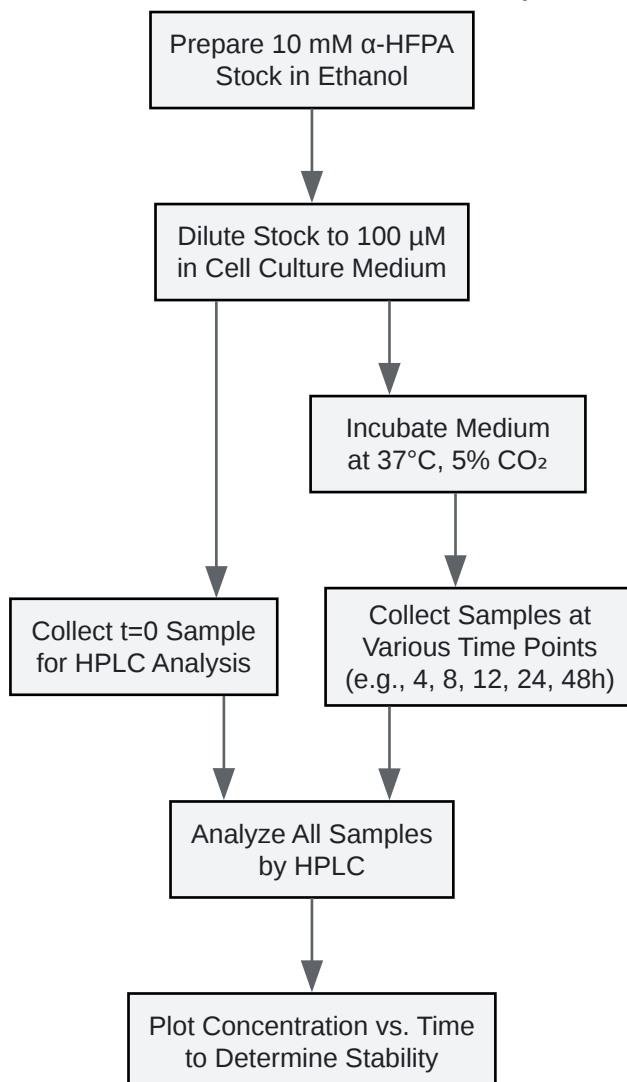 Prepare 10 mM α-HFPA
Stock in Ethanol
Dilute Stock to 100 µM
in Cell Culture Medium
Incubate Medium
at 37°C, 5% CO₂
Collect t=0 Sample
for HPLC Analysis
Collect Samples at
Various Time Points
(e.g., 4, 8, 12, 24, 48h)
Analyze All Samples
by HPLC
Plot Concentration vs. Time
to Determine Stability